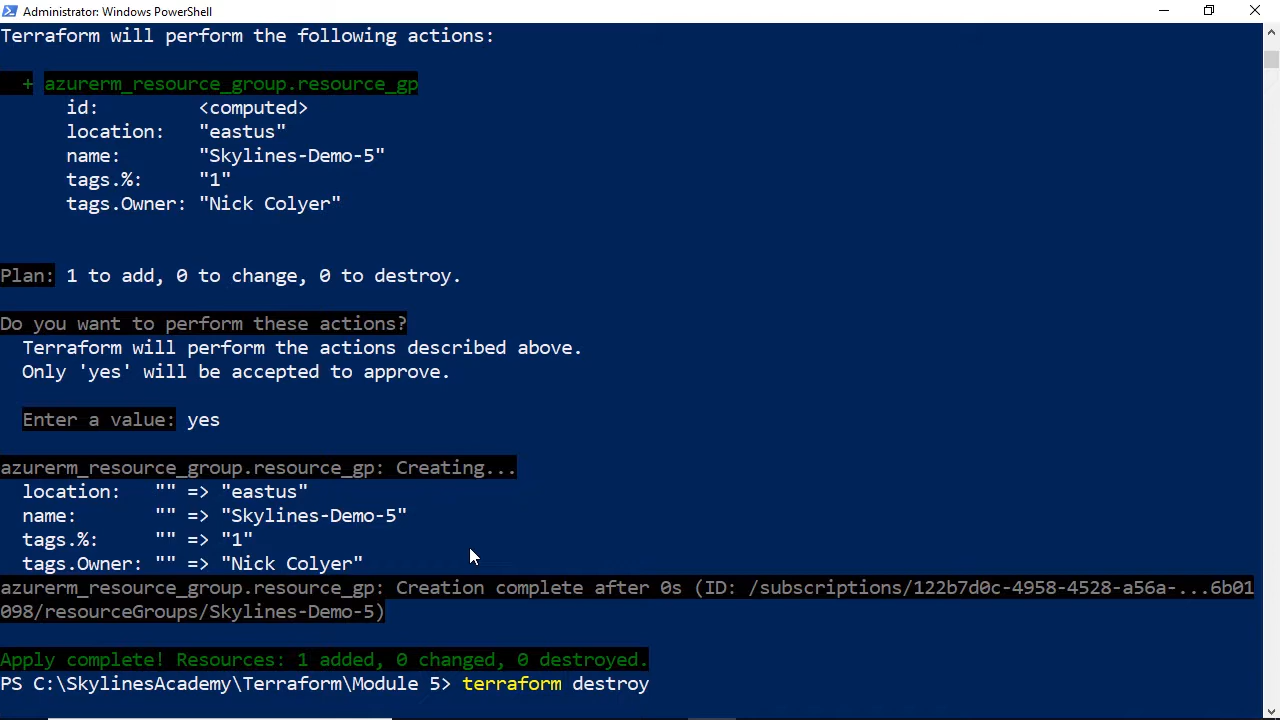 Administrator: Windows PowerShell
Terraform will perform the following actions:
+ azurerm_resource_group.resource_gp
id: <computed>
location: "eastus"
name: "Skylines-Demo-5"
tags.%: "1"
tags.Owner: "Nick Colyer"
Plan: 1 to add, 0 to change, 0 to destroy.
Do you want to perform these actions?
Terraform will perform the actions described above.
Only 'yes' will be accepted to approve.
Enter a value: yes
azurerm_resource_group.resource_gp: Creating...
location: "" => "eastus"
name: "" => "Skylines-Demo-5"
tags.%: "" => "1"
tags.Owner: "" => "Nick Colyer"
azurerm_resource_group.resource_gp: Creation complete after 0s (ID: /subscriptions/122b7d0c-4958-4528-a56a-...6b01
098/resourceGroups/Skylines-Demo-5)
Apply complete! Resources: 1 added, 0 changed, 0 destroyed.
PS C:\SkylinesAcademy\Terraform\Module 5> terraform destroy